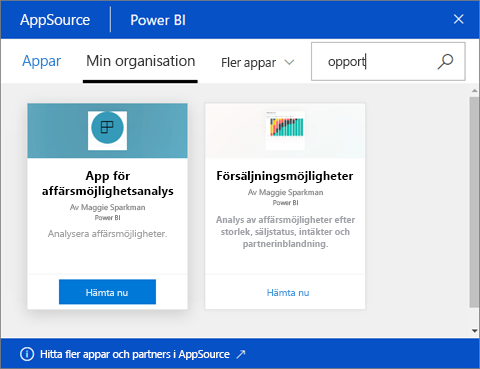 AppSource Power BI
Appar Min organisation Fler appar opport
App för
affärsmöjlighetsanalys
Av Maggie Sparkman
Power BI
Analysera affärsmöjligheter.
Hämta nu
Försäljningsmöjligheter
Av Maggie Sparkman
Power BI
Analys av affärsmöjligheter efter
storlek, säljstatus, intäkter och
partnerinblandning.
Hämta nu
Hitta fler appar och partners i AppSource